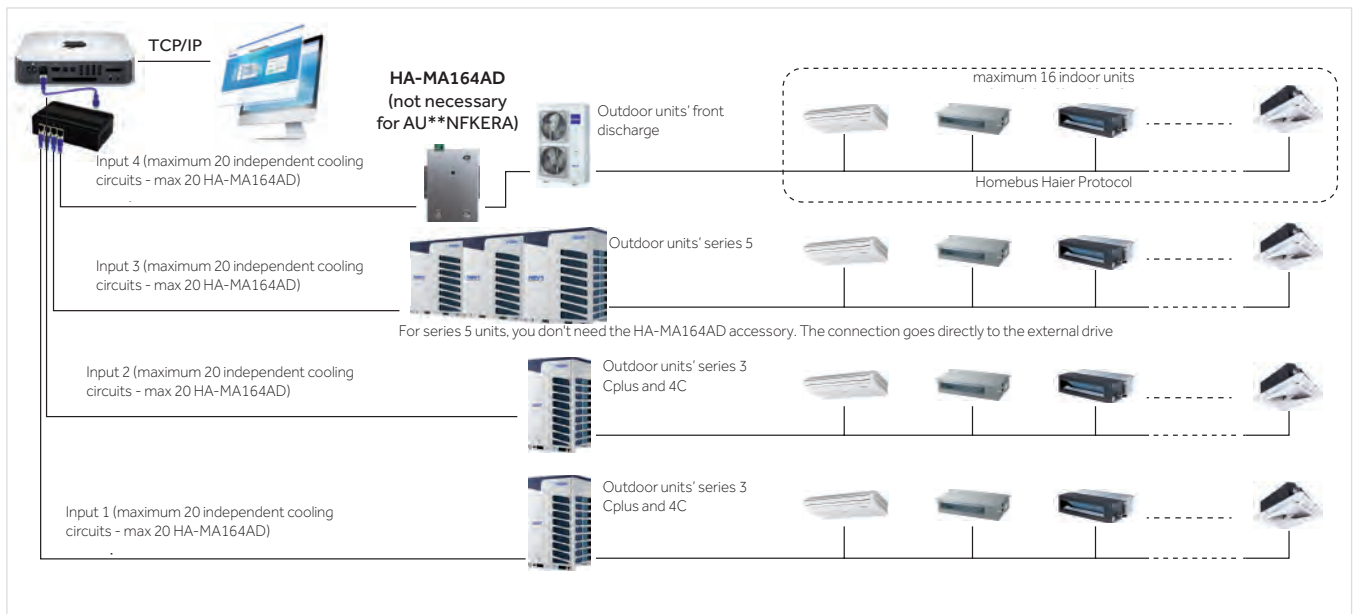 TCP/IP
HA-MA164AD
(not necessary
for AU**NFKERA)
Outdoor units' front
discharge
maximum 16 indoor units
Homebus Haier Protocol
Input 4 (maximum 20 independent cooling
circuits - max 20 HA-MA164AD)
Outdoor units' series 5
Input 3 (maximum 20 independent cooling
circuits - max 20 HA-MA164AD)
For series 5 units, you don't need the HA-MA164AD accessory. The connection goes directly to the external drive
Outdoor units' series 3
Cplus and 4C
Input 2 (maximum 20 independent cooling
circuits - max 20 HA-MA164AD)
Outdoor units' series 3
Cplus and 4C
Input 1 (maximum 20 independent cooling
circuits - max 20 HA-MA164AD)